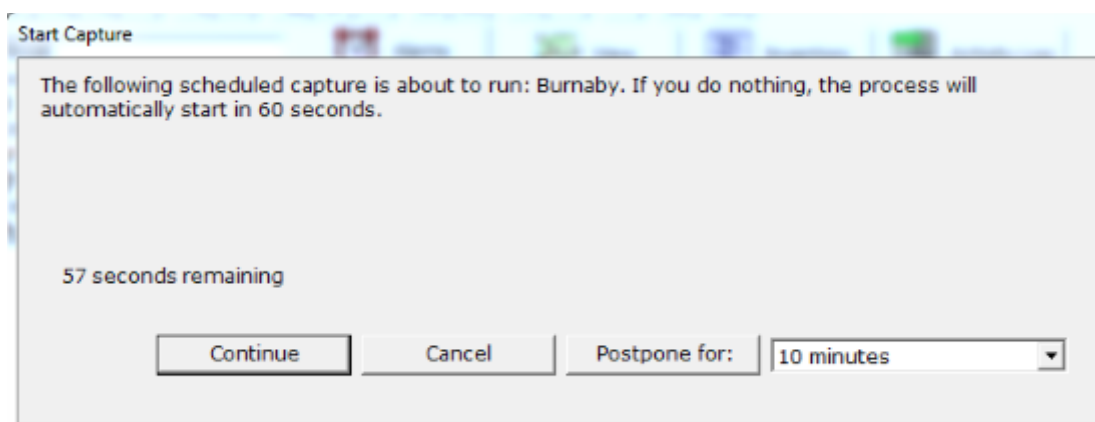 Start Capture
The following scheduled capture is about to run: Burnaby. If you do nothing, the process will
automatically start in 60 seconds.
57 seconds remaining
Continue Cancel Postpone for: 10 minutes